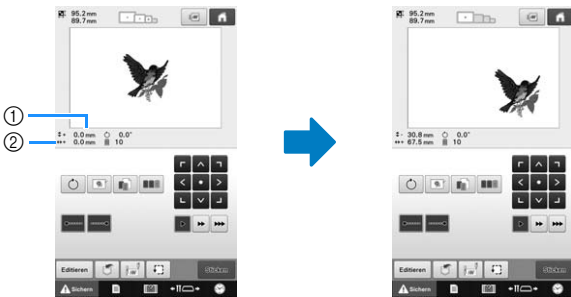 95.2 mm
89.7 mm
① 0.0 mm 0.0°
② 0.0 mm 10
Editieren
Sticken
Sichern
95.2 mm
89.7 mm
- 30.8 mm 0.0°
+ 67.5 mm 10
Editieren
Sticken
Sichern